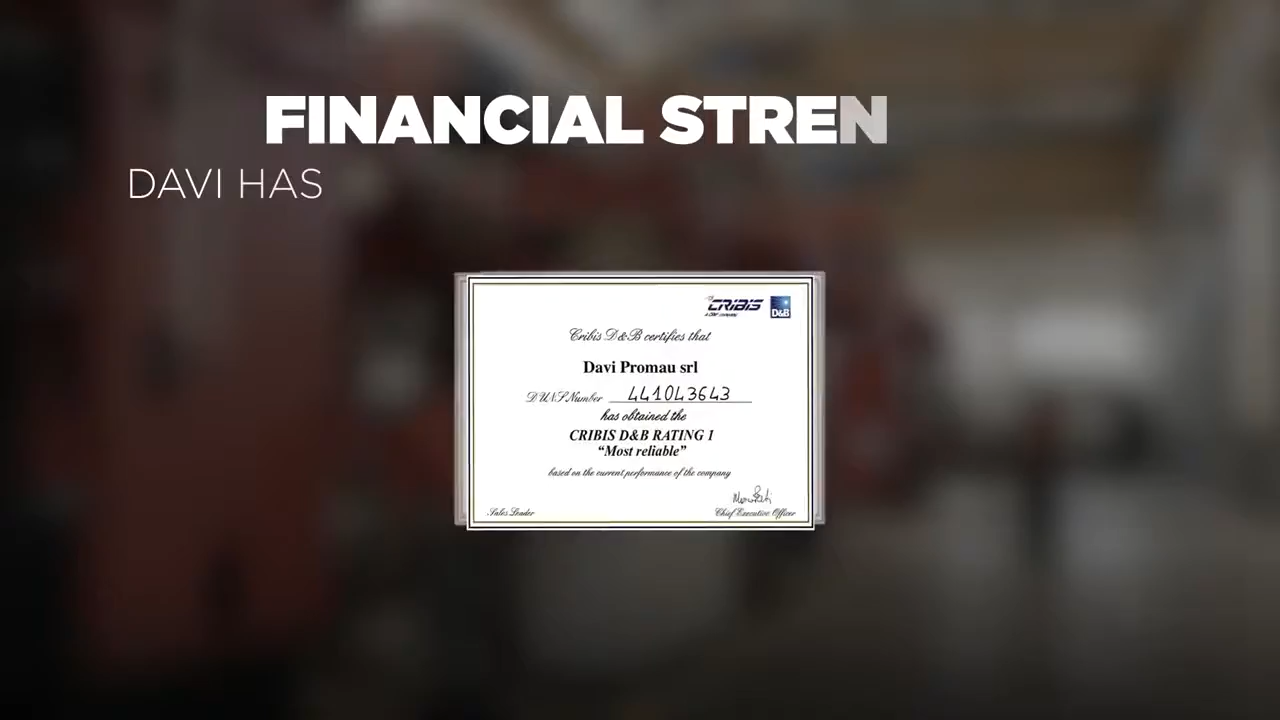 FINANCIAL STREN
DAVI HAS
CRIBIS
D&B
Cribis D&B certifies that
Davi Promau srl
D U N S Number 441043643
has obtained the
CRIBIS D&B RATING 1
“Most reliable”
based on the current performance of the company
Sales Leader
Chief Executive Officer